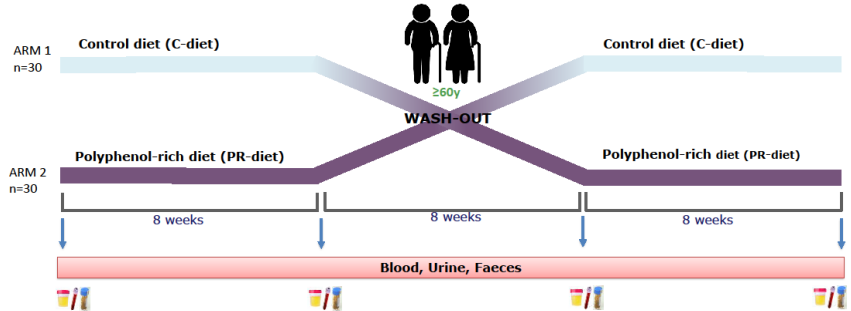 ARM 1
n=30
Control diet (C-diet)
Control diet (C-diet)
≥60y
WASH-OUT
ARM 2
n=30
Polyphenol-rich diet (PR-diet)
Polyphenol-rich diet (PR-diet)
8 weeks
8 weeks
8 weeks
Blood, Urine, Faeces